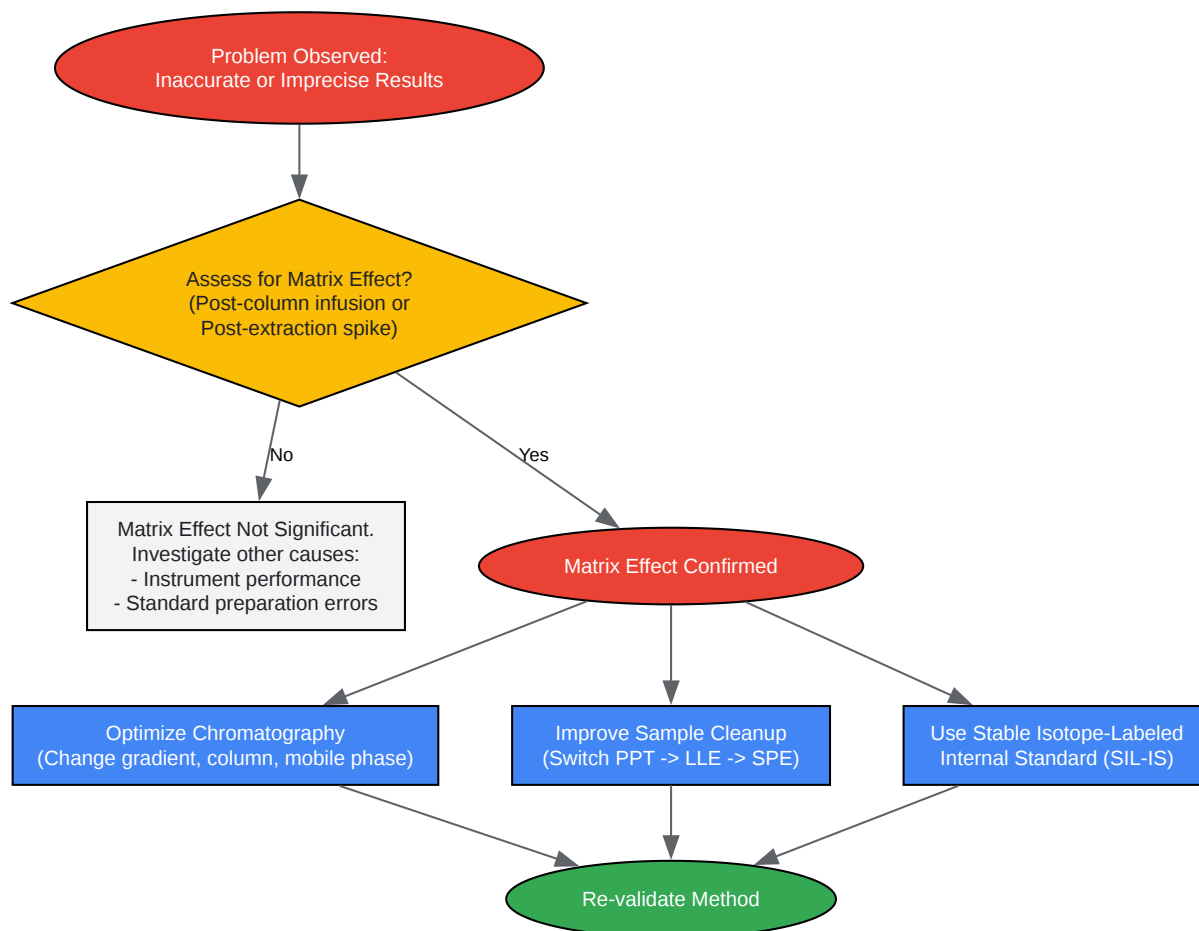 Problem Observed:
Inaccurate or Imprecise Results
Assess for Matrix Effect?
(Post-column infusion or
Post-extraction spike)
No
Yes
Matrix Effect Not Significant.
Investigate other causes:
- Instrument performance
- Standard preparation errors
Matrix Effect Confirmed
Optimize Chromatography
(Change gradient, column, mobile phase)
Improve Sample Cleanup
(Switch PPT -> LLE -> SPE)
Use Stable Isotope-Labeled
Internal Standard (SIL-IS)
Re-validate Method